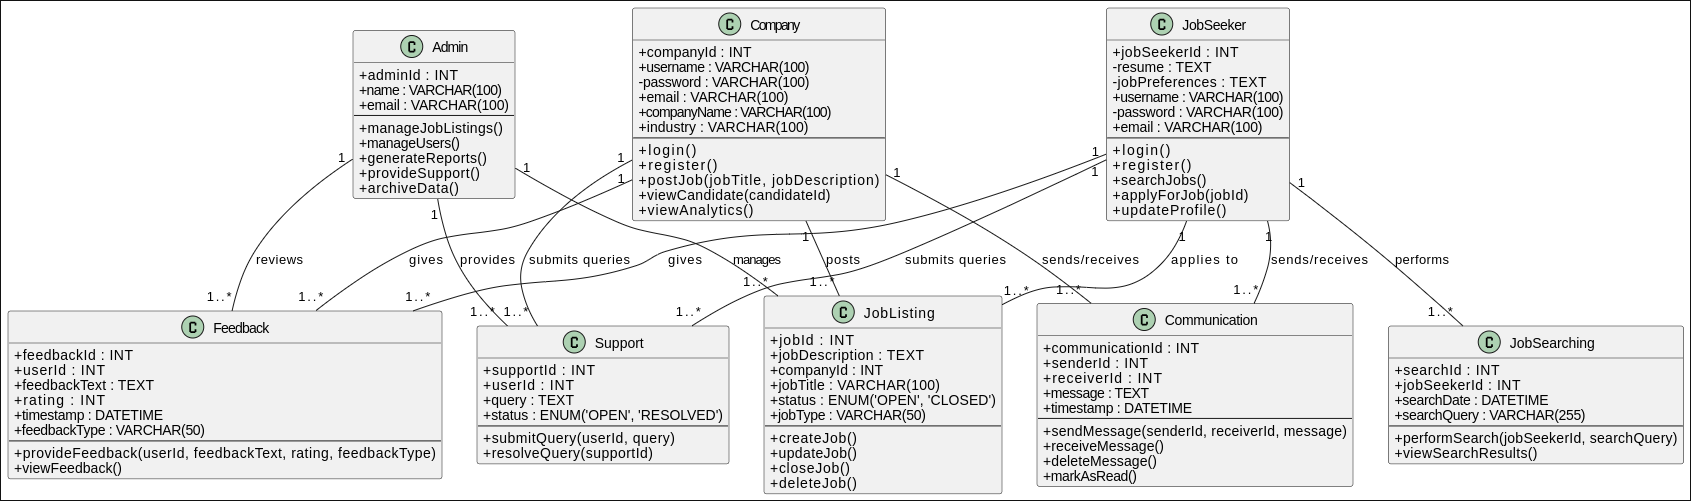 C Admin
+adminId : INT
+name : VARCHAR(100)
+email : VARCHAR(100)
+manageJobListings()
+manageUsers()
+generateReports()
+provideSupport()
+archiveData()
C Company
+companyId : INT
+username : VARCHAR(100)
-password : VARCHAR(100)
+email : VARCHAR(100)
+companyName : VARCHAR(100)
+industry : VARCHAR(100)
+login()
+register()
+postJob(jobTitle, jobDescription)
+viewCandidate(candidateId)
+viewAnalytics()
C JobSeeker
+jobSeekerId : INT
-resume : TEXT
-jobPreferences : TEXT
+username : VARCHAR(100)
-password : VARCHAR(100)
+email : VARCHAR(100)
+login()
+register()
+searchJobs()
+applyForJob(jobId)
+updateProfile()
1
1
1
1
1
1
1
1
1
1
1
1
1
reviews
gives
provides
submits queries
gives
manages
posts
submits queries
sends/receives
applies to
sends/receives
performs
1..*
1..*
1..*
1..*
1..*
1..*
1..*
1..*
1..*
1..*
1..*
1..*
C Feedback
+feedbackId : INT
+userId : INT
+feedbackText : TEXT
+rating : INT
+timestamp : DATETIME
+feedbackType : VARCHAR(50)
+provideFeedback(userId, feedbackText, rating, feedbackType)
+viewFeedback()
C Support
+supportId : INT
+userId : INT
+query : TEXT
+status : ENUM('OPEN', 'RESOLVED')
+submitQuery(userId, query)
+resolveQuery(supportId)
C JobListing
+jobId : INT
+jobDescription : TEXT
+companyId : INT
+jobTitle : VARCHAR(100)
+status : ENUM('OPEN', 'CLOSED')
+jobType : VARCHAR(50)
+createJob()
+updateJob()
+closeJob()
+deleteJob()
C Communication
+communicationId : INT
+senderId : INT
+receiverId : INT
+message : TEXT
+timestamp : DATETIME
+sendMessage(senderId, receiverId, message)
+receiveMessage()
+deleteMessage()
+markAsRead()
C JobSearching
+searchId : INT
+jobSeekerId : INT
+searchDate : DATETIME
+searchQuery : VARCHAR(255)
+performSearch(jobSeekerId, searchQuery)
+viewSearchResults()